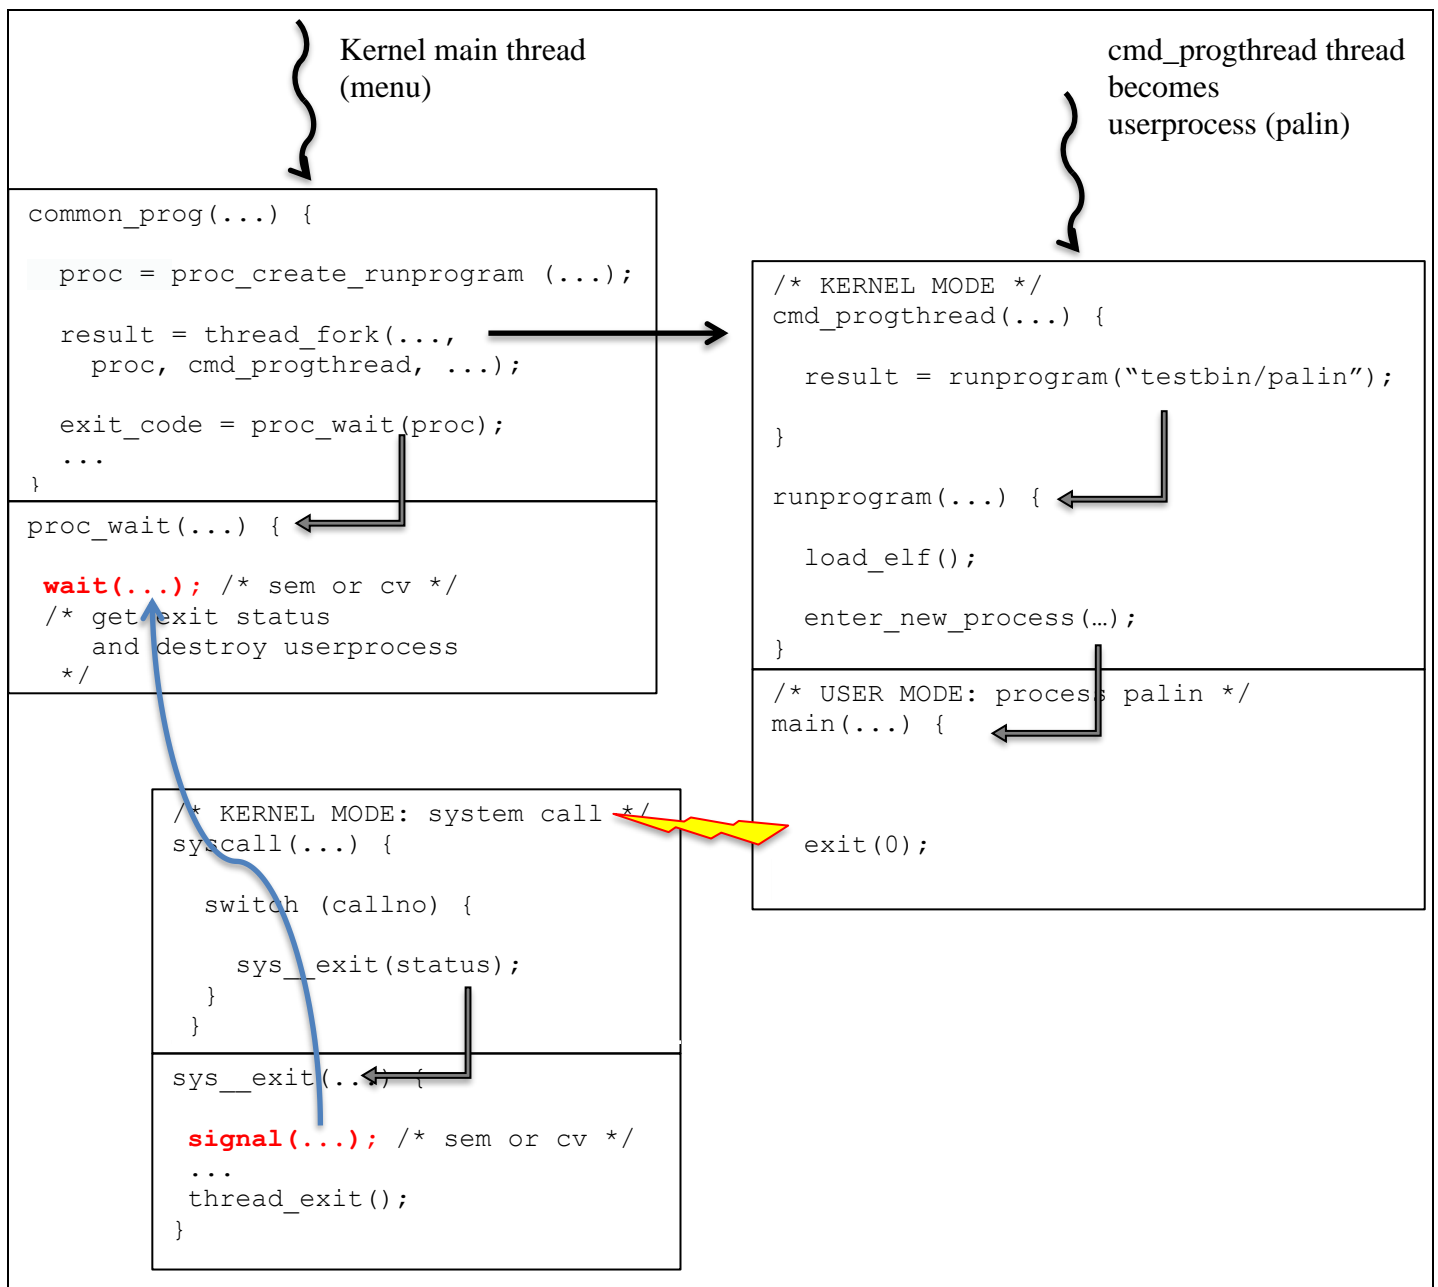 Kernel main thread
(menu)
cmd_progthread thread
becomes
userprocess (palin)
common_prog(...) {
proc = proc_create_runprogram (...);
result = thread_fork(...,
proc, cmd_progthread, ...);
exit_code = proc_wait(proc);
...
}
proc_wait(...) {
wait(...); /* sem or cv */
/* get exit status
and destroy userprocess
*/
/* KERNEL MODE */
cmd_progthread(...) {
result = runprogram(“testbin/palin”);
}
runprogram(...) {
load_elf();
enter_new_process(…);
}
/* USER MODE: process palin */
main(...) {
exit(0);
/* KERNEL MODE: system call */
syscall(...) {
switch (callno) {
sys__exit(status);
}
}
sys__exit(...) {
signal(...); /* sem or cv */
...
thread_exit();
}